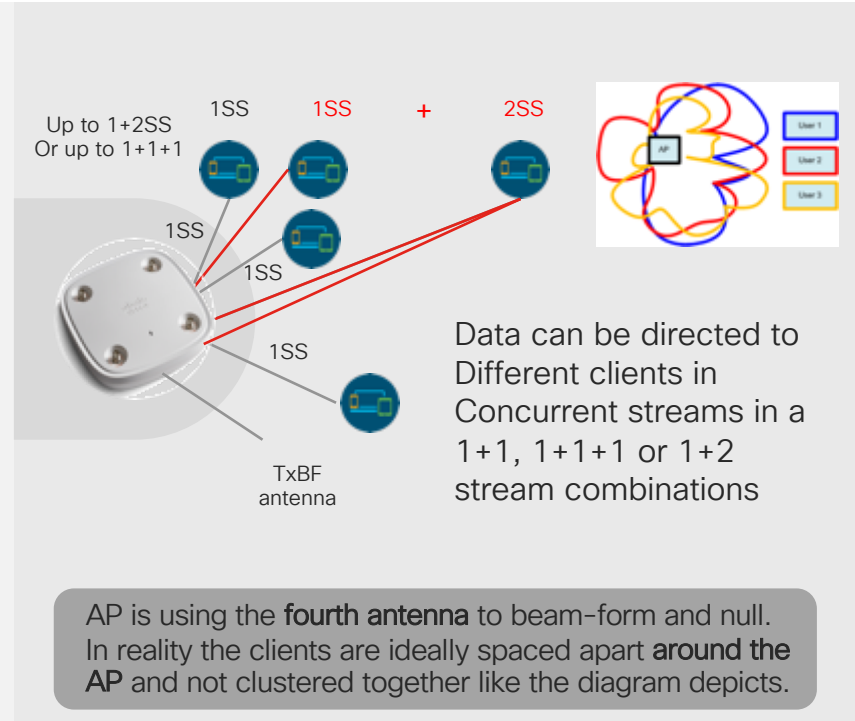 Up to 1+2SS
Or up to 1+1+1
1SS
1SS
+
2SS
1SS
1SS
1SS
TxBF
antenna
AP
User 1
User 2
User 3
Data can be directed to
Different clients in
Concurrent streams in a
1+1, 1+1+1 or 1+2
stream combinations
AP is using the fourth antenna to beam-form and null.
In reality the clients are ideally spaced apart around the
AP and not clustered together like the diagram depicts.